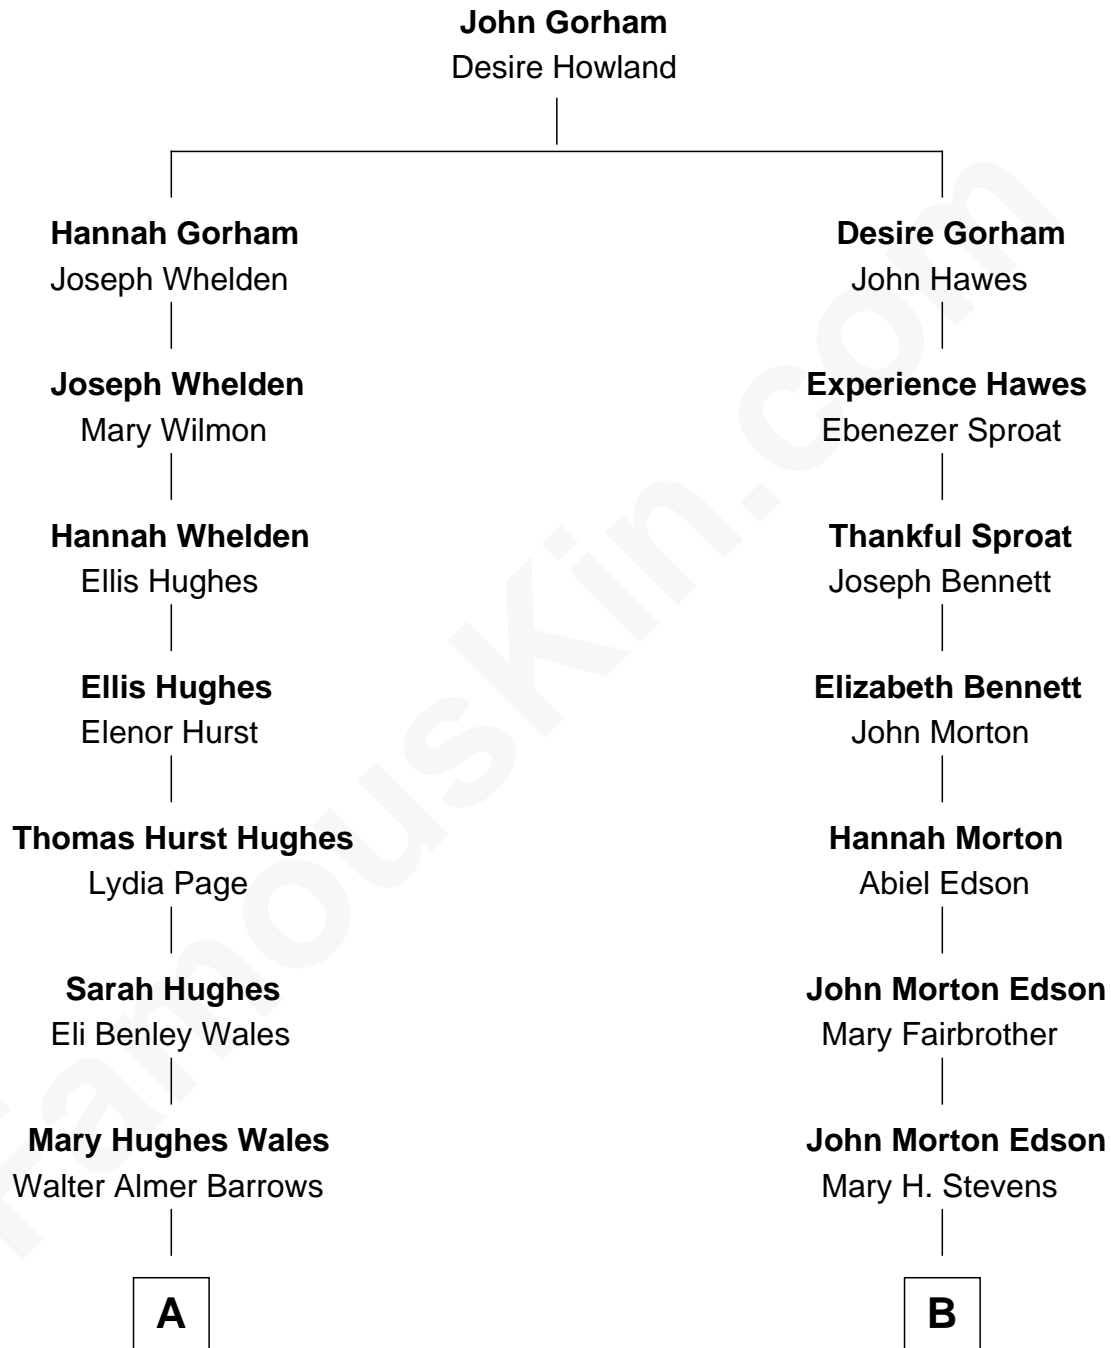 John Gorham
Desire Howland
Hannah Gorham
Joseph Whelden
Joseph Whelden
Mary Wilmon
Hannah Whelden
Ellis Hughes
Ellis Hughes
Elenor Hurst
Thomas Hurst Hughes
Lydia Page
Sarah Hughes
Eli Benley Wales
Mary Hughes Wales
Walter Almer Barrows
A
Desire Gorham
John Hawes
Experience Hawes
Ebenezer Sproat
Thankful Sproat
Joseph Bennett
Elizabeth Bennett
John Morton
Hannah Morton
Abiel Edson
John Morton Edson
Mary Fairbrother
John Morton Edson
Mary H. Stevens
B
FamousKin.com